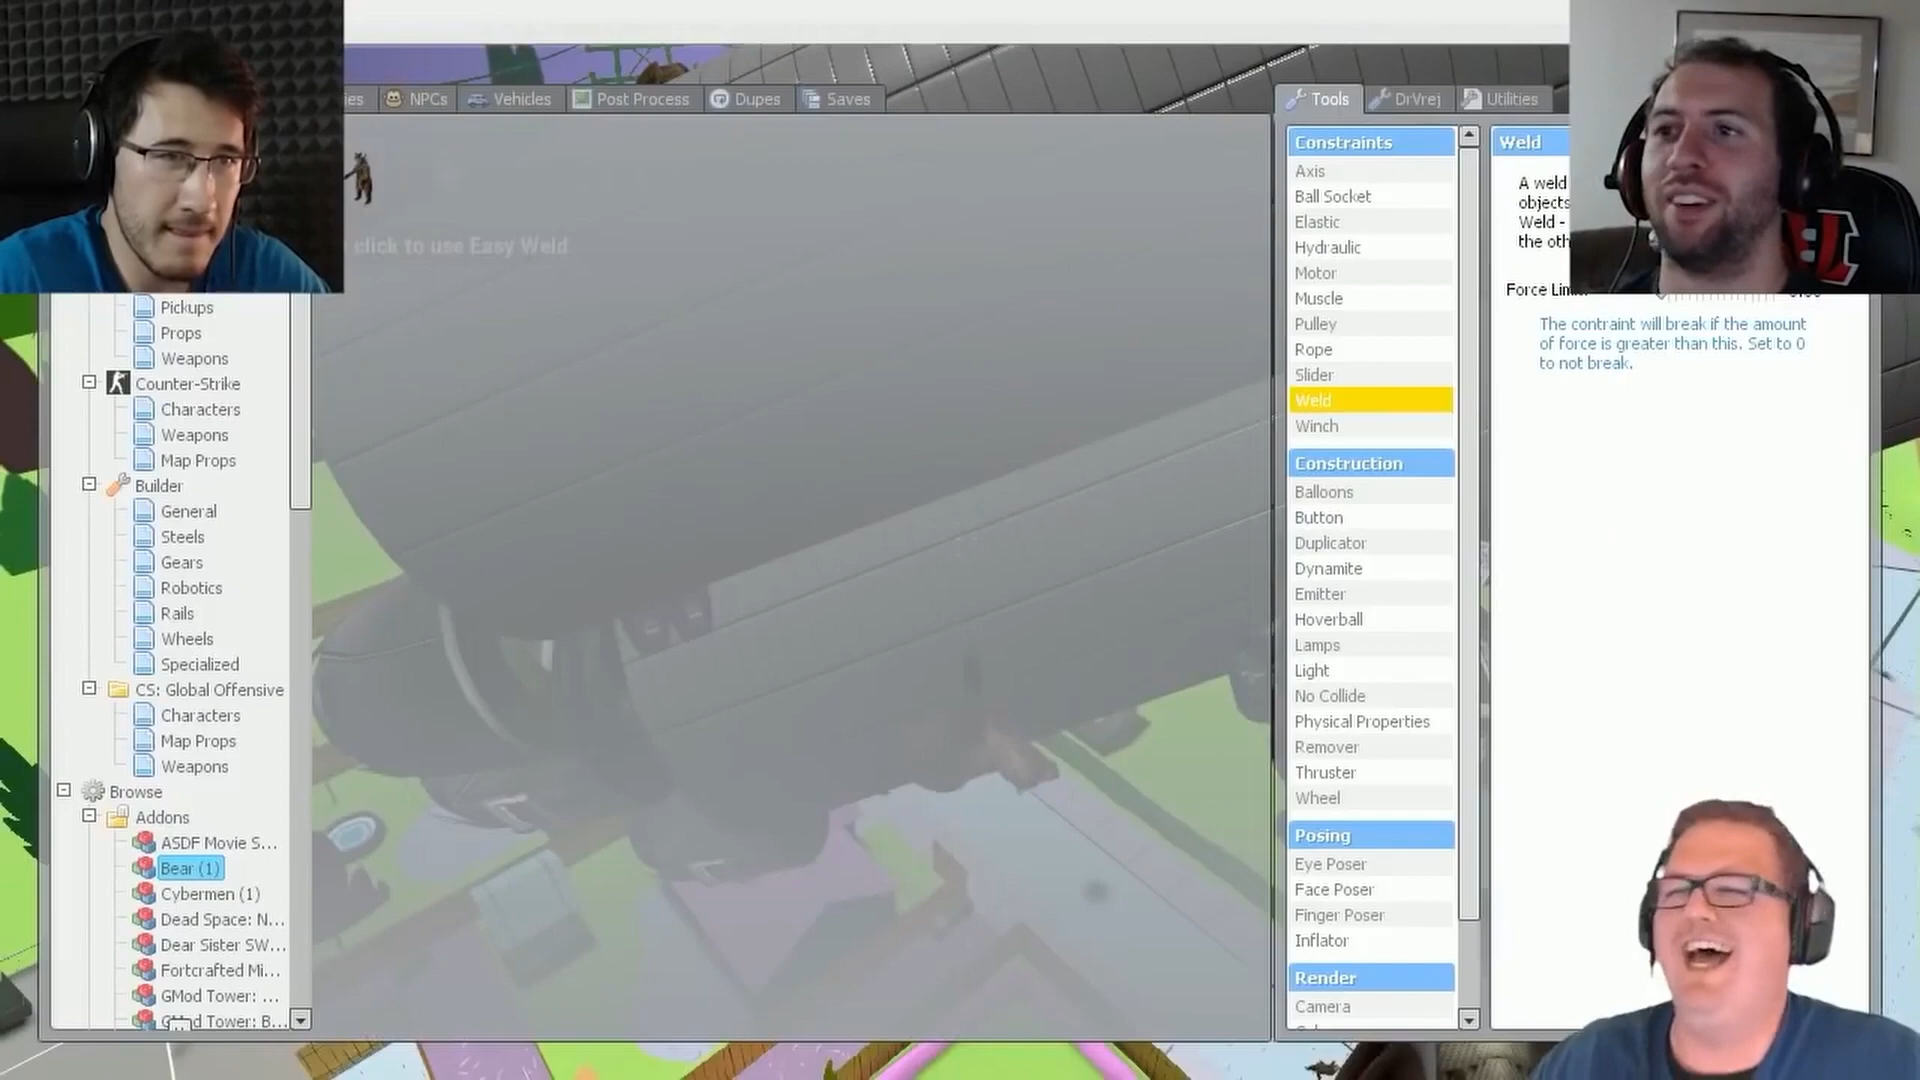 ies
NPCs
Vehicles
Post Process
Dupes
Saves
Tools
DrVrej
Utilities
click to use Easy Weld
Pickups
Props
Weapons
Counter-Strike
Characters
Weapons
Map Props
Builder
General
Steels
Gears
Robotics
Rails
Wheels
Specialized
CS: Global Offensive
Characters
Map Props
Weapons
Browse
Addons
ASDF Movie S...
Bear (1)
Cybermen (1)
Dead Space: N...
Dear Sister SW...
Fortcrafted Mi...
GMod Tower: ...
GMod Tower: B...
Constraints
Axis
Ball Socket
Elastic
Hydraulic
Motor
Muscle
Pulley
Rope
Slider
Weld
Winch
Construction
Balloons
Button
Duplicator
Dynamite
Emitter
Hoverball
Lamps
Light
No Collide
Physical Properties
Remover
Thruster
Wheel
Posing
Eye Poser
Face Poser
Finger Poser
Inflator
Render
Camera
Weld
A weld
objects
Weld -
the oth
Force Limi
The contraint will break if the amount
of force is greater than this. Set to 0
to not break.